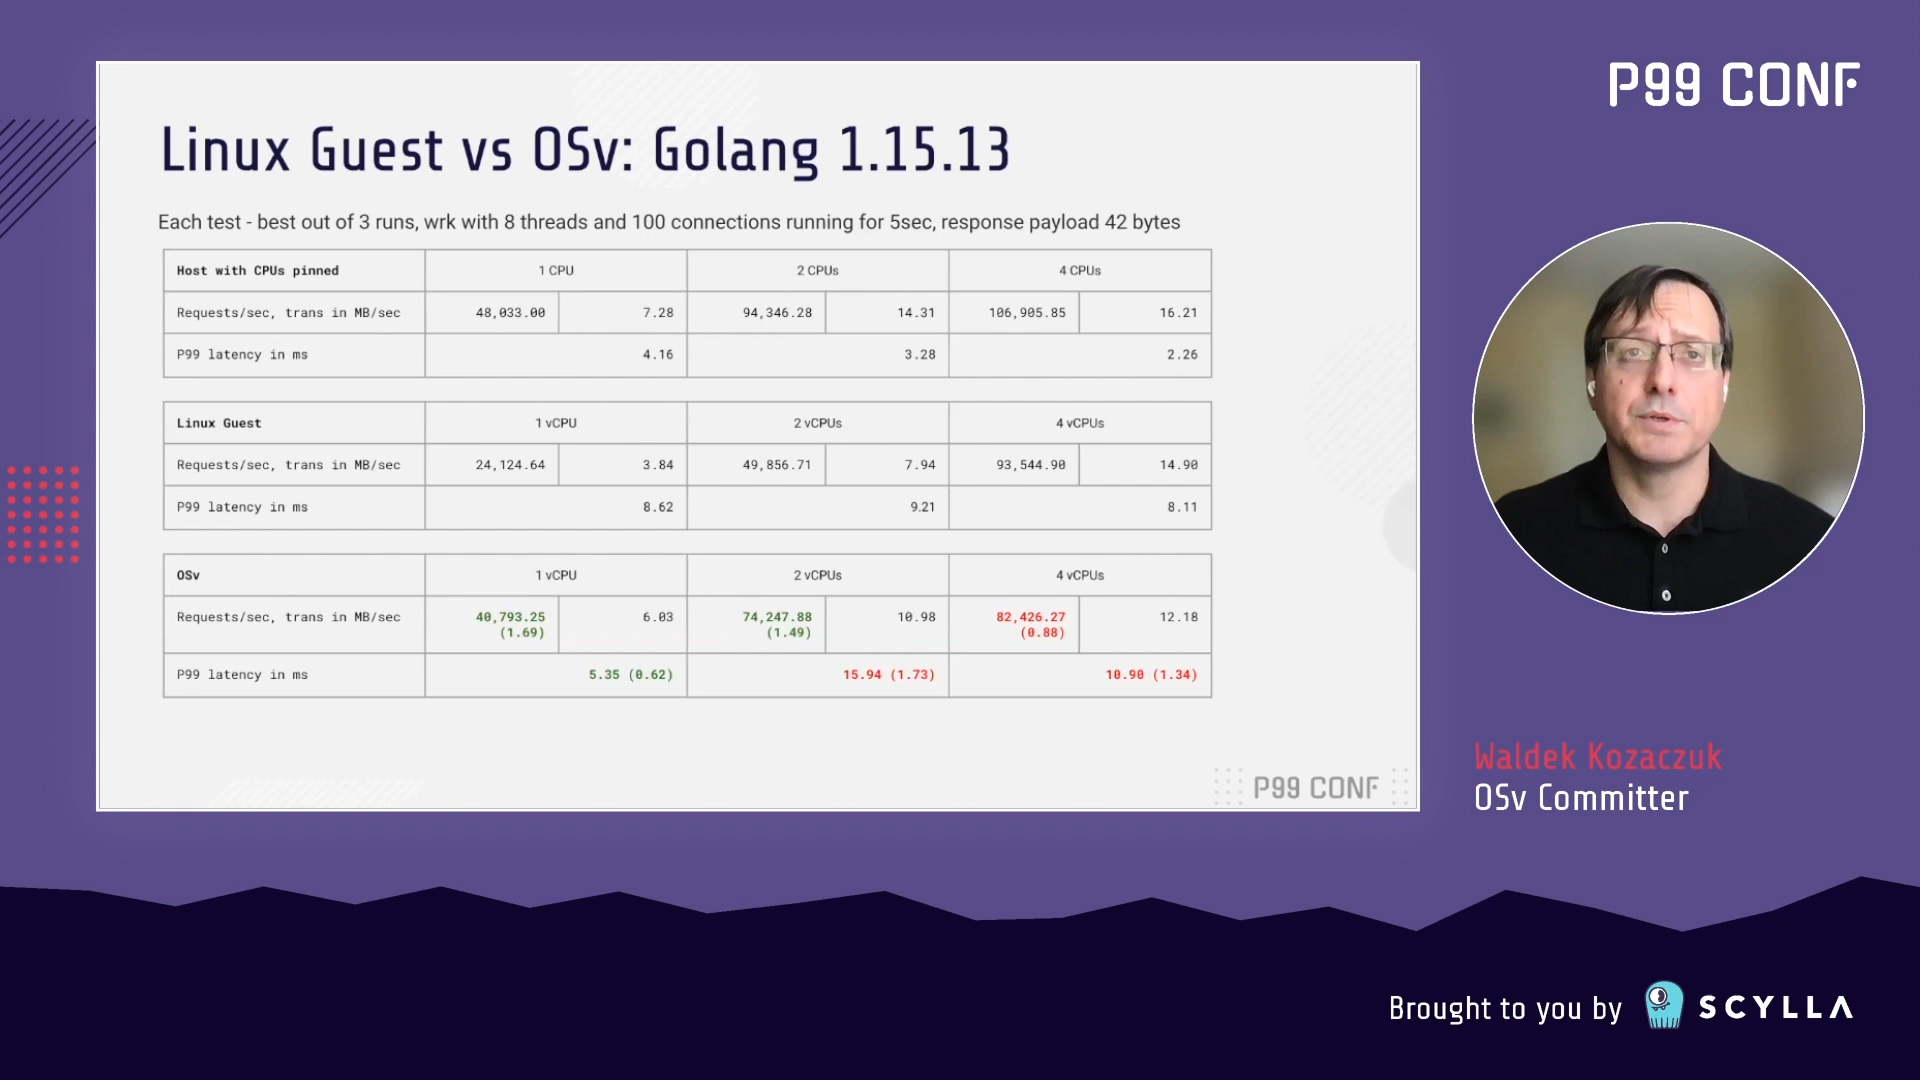 P99 CONF
Linux Guest vs OSv: Golang 1.15.13
Each test - best out of 3 runs, wrk with 8 threads and 100 connections running for 5sec, response payload 42 bytes
Host with CPUs pinned 1 CPU 2 CPUs 4 CPUs
Requests/sec, trans in MB/sec 48,033.00 7.28 94,346.28 14.31 106,905.85 16.21
P99 latency in ms 4.16 3.28 2.26
Linux Guest 1 vCPU 2 vCPUs 4 vCPUs
Requests/sec, trans in MB/sec 24,124.64 3.84 49,856.71 7.94 93,544.90 14.90
P99 latency in ms 8.62 9.21 8.11
OSv 1 vCPU 2 vCPUs 4 vCPUs
Requests/sec, trans in MB/sec 40,793.25 6.03 74,247.88 10.98 82,426.27 12.18
(1.69) (1.49) (0.88)
P99 latency in ms 5.35 (0.62) 15.94 (1.73) 10.90 (1.34)
P99 CONF
Waldek Kozaczuk
OSv Committer
Brought to you by SCYLLA